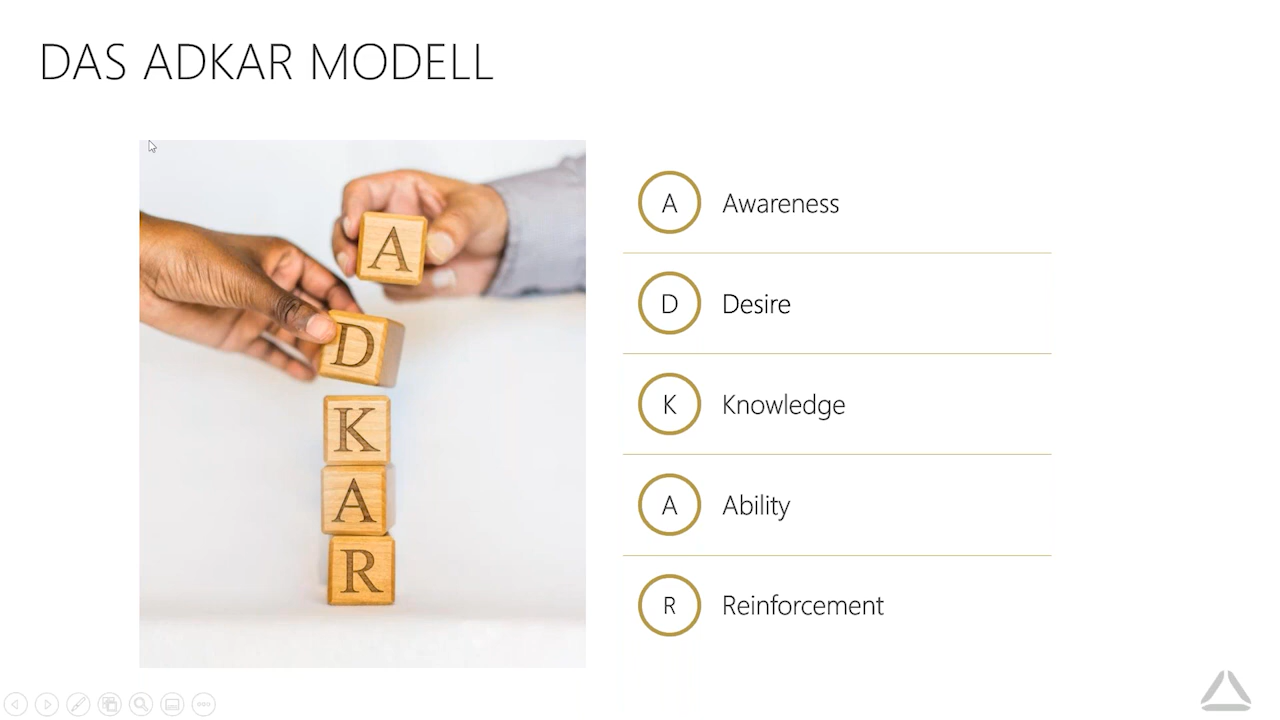 DAS ADKAR MODELL
A
D
K
A
R
A Awareness
D Desire
K Knowledge
A Ability
R Reinforcement